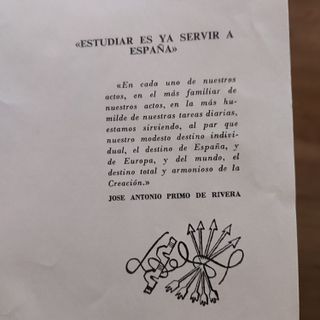 «ESTUDIAR ES YA SERVIR A
ESPAÑA»
«En cada uno de nuestros
actos, en el más familiar de
nuestros actos, en la más hu-
milde de nuestras tareas diarias,
estamos sirviendo, al par que
nuestro modesto destino indivi-
dual, el destino de España, y
de Europa, y del mundo, el
destino total y armonioso de la
Creación.»
JOSE ANTONIO PRIMO DE RIVERA